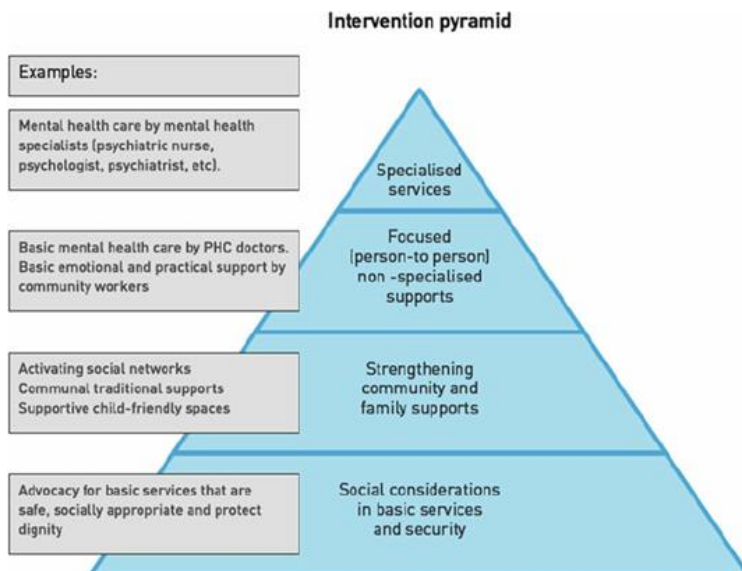 Intervention pyramid
Examples:
Mental health care by mental health
specialists (psychiatric nurse,
psychologist, psychiatrist, etc).
Specialised
services
Basic mental health care by PHC doctors.
Basic emotional and practical support by
community workers
Focused
(person-to person)
non -specialised
supports
Activating social networks
Communal traditional supports
Supportive child-friendly spaces
Strengthening
community and
family supports
Advocacy for basic services that are
safe, socially appropriate and protect
dignity
Social considerations
in basic services
and security